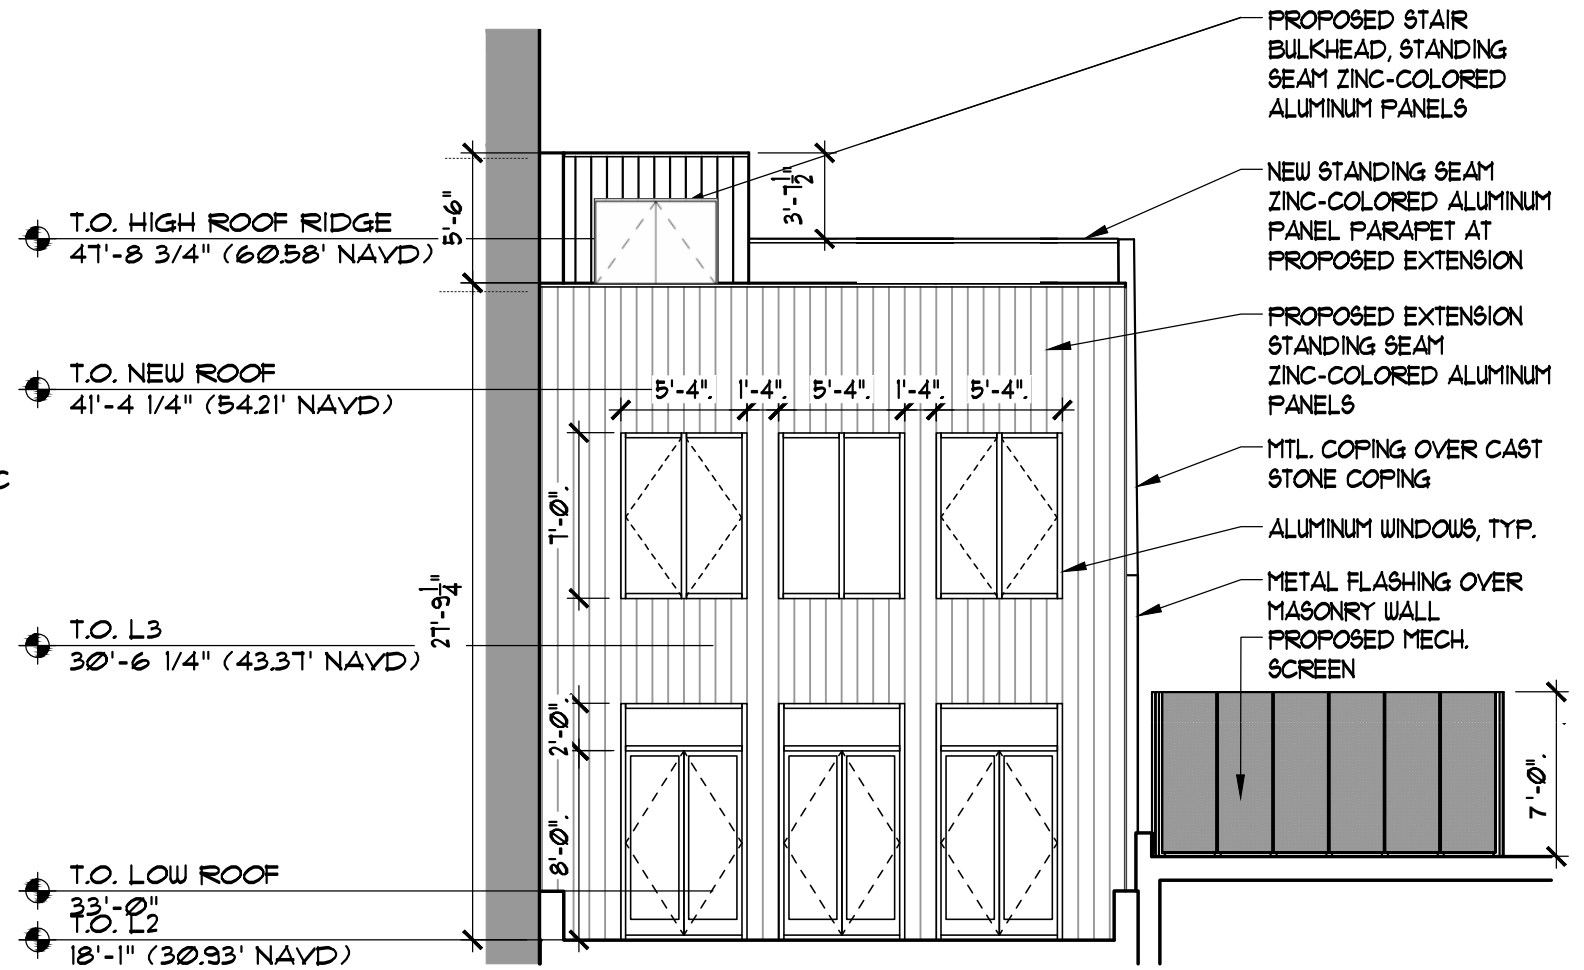 PROPOSED STAIR
BULKHEAD, STANDING
SEAM ZINC-COLORED
ALUMINUM PANELS
NEW STANDING SEAM
ZINC-COLORED ALUMINUM
PANEL PARAPET AT
PROPOSED EXTENSION
PROPOSED EXTENSION
STANDING SEAM
ZINC-COLORED ALUMINUM
PANELS
MTL. COPING OVER CAST
STONE COPING
ALUMINUM WINDOWS, TYP.
METAL FLASHING OVER
MASONRY WALL
PROPOSED MECH.
SCREEN
T.O. HIGH ROOF RIDGE
47'-8 3/4" (60.58' NAVD)
T.O. NEW ROOF
41'-4 1/4" (54.21' NAVD)
C
T.O. L3
30'-6 1/4" (43.37' NAVD)
T.O. LOW ROOF
33'-0"
T.O. L2
18'-1" (30.93' NAVD)
5'-6"
3'-7 1/2"
5'-4". 1'-4". 5'-4". 1'-4". 5'-4".
7'-0".
27'-9 1/4"
2'-0".
8'-0".
7'-0".